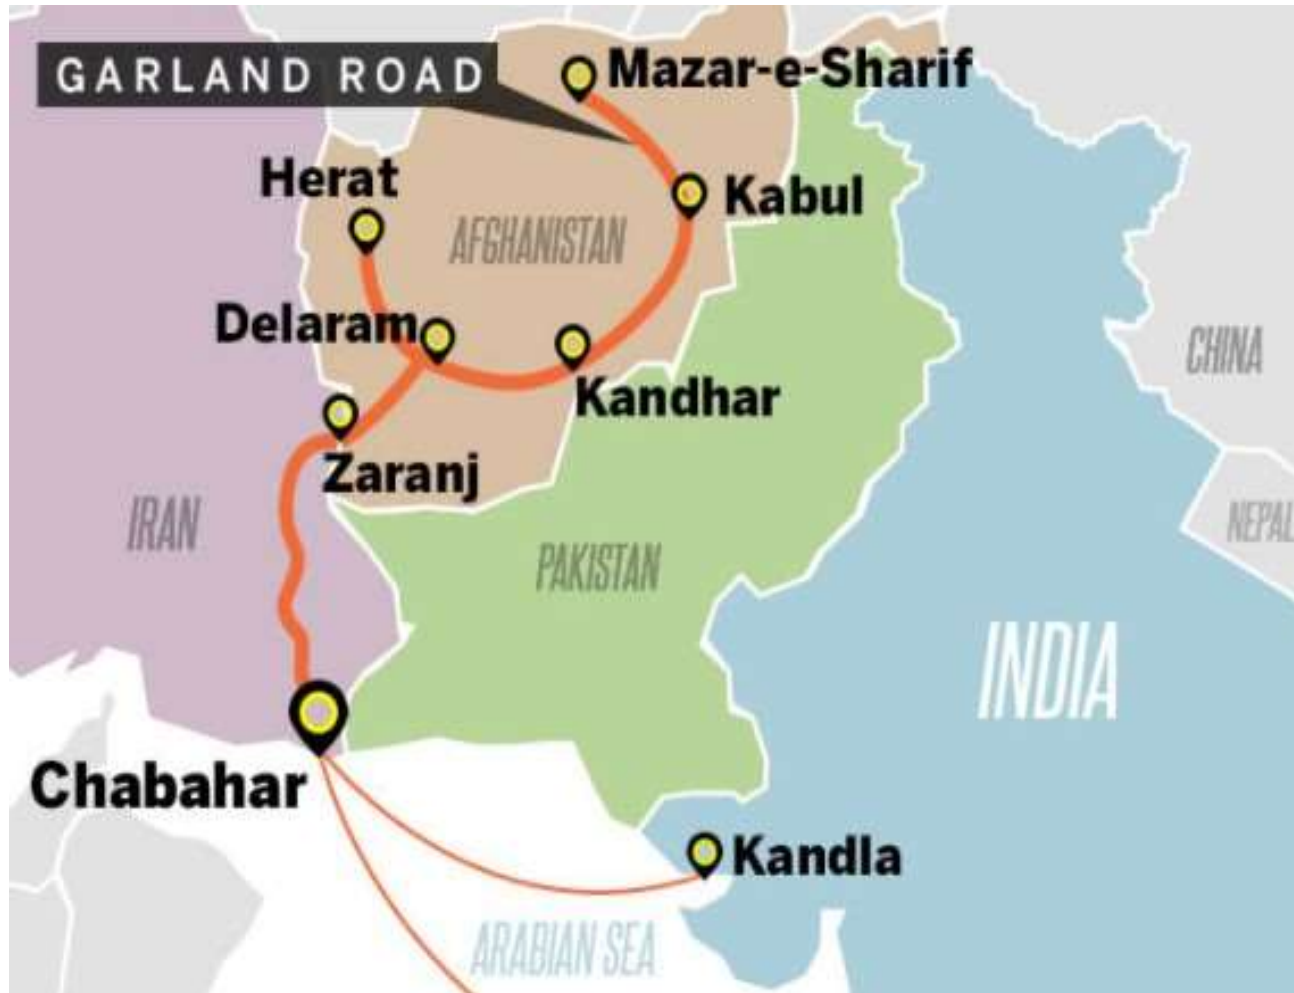 GARLAND ROAD
Mazar-e-Sharif
Herat
Kabul
AFGHANISTAN
Delaram
Kandhar
CHINA
Zaranj
IRAN
NEPAL
PAKISTAN
INDIA
Chabahar
Kandla
ARABIAN SEA